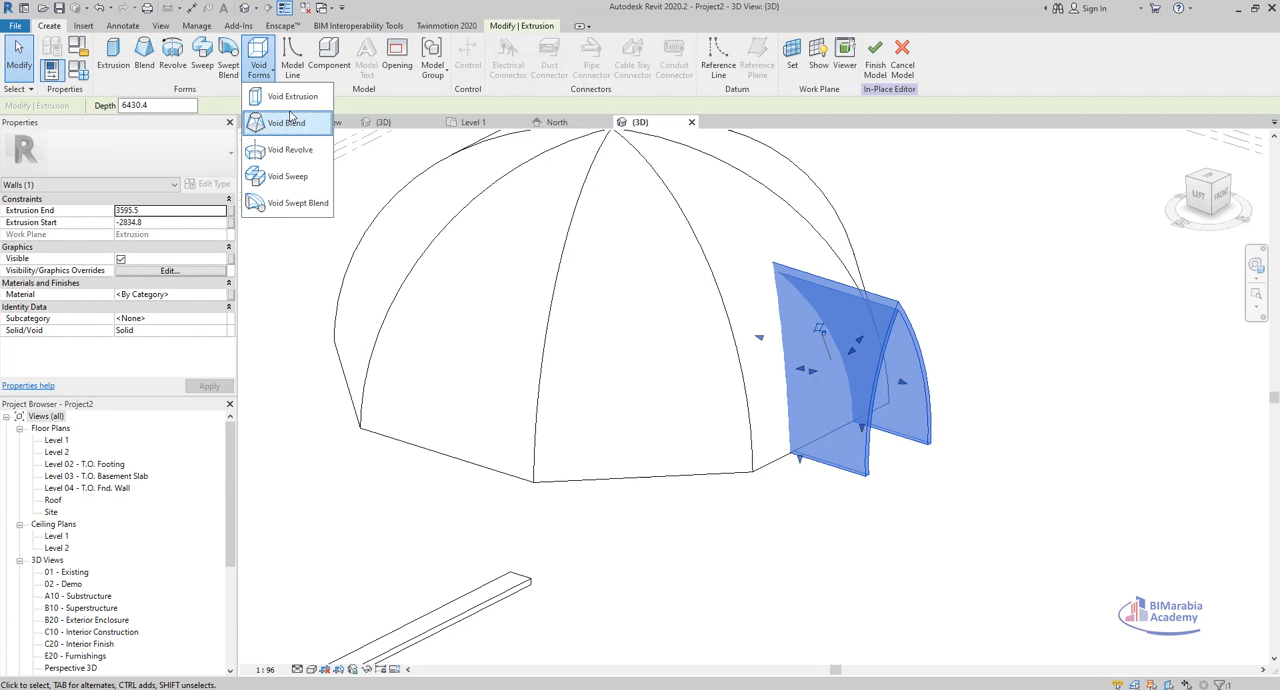 Autodesk Revit 2020.2 - Project2 - 3D View: {3D}
Sign In
File Create Insert Annotate View Manage Add-Ins Enscape™ BIM Interoperability Tools Twinmotion 2020 Modify | Extrusion
Modify Extrusion Blend Revolve Sweep Swept Blend Void Forms Model Line Component Model Text Opening Model Group Control Electrical Connector Duct Connector Pipe Connector Cable Tray Connector Conduit Connector Reference Line Reference Plane Set Show Viewer Finish Model Cancel Model
Select Properties Forms Model Control Connectors Datum Work Plane In-Place Editor
Modify | Extrusion Depth 6430.4
Void Extrusion
Void Blend
Void Revolve
Void Sweep
Void Swept Blend
{3D} Level 1 North {3D}
Properties
R
Walls (1) Edit Type
Constraints
Extrusion End 3595.5
Extrusion Start -2834.8
Work Plane Extrusion
Graphics
Visible
Visibility/Graphics Overrides Edit...
Materials and Finishes
Material <By Category>
Identity Data
Subcategory <None>
Solid/Void Solid
Properties help Apply
Project Browser - Project2
Views (all)
Floor Plans
Level 1
Level 2
Level 03 - T.O. Basement Slab
Level 04 - T.O. Fnd. Wall
Level 02 - T.O. Footing
Roof
Site
Ceiling Plans
Level 1
Level 2
3D Views
01 - Existing
02 - Demo
A10 - Substructure
B10 - Superstructure
B20 - Exterior Enclosure
C10 - Interior Construction
C20 - Interior Finish
E20 - Furnishings
Perspective 3D
LEFT FRONT
BIMarabia
Academy
1 : 96
Click to select, TAB for alternates, CTRL adds, SHIFT unselects.
:1